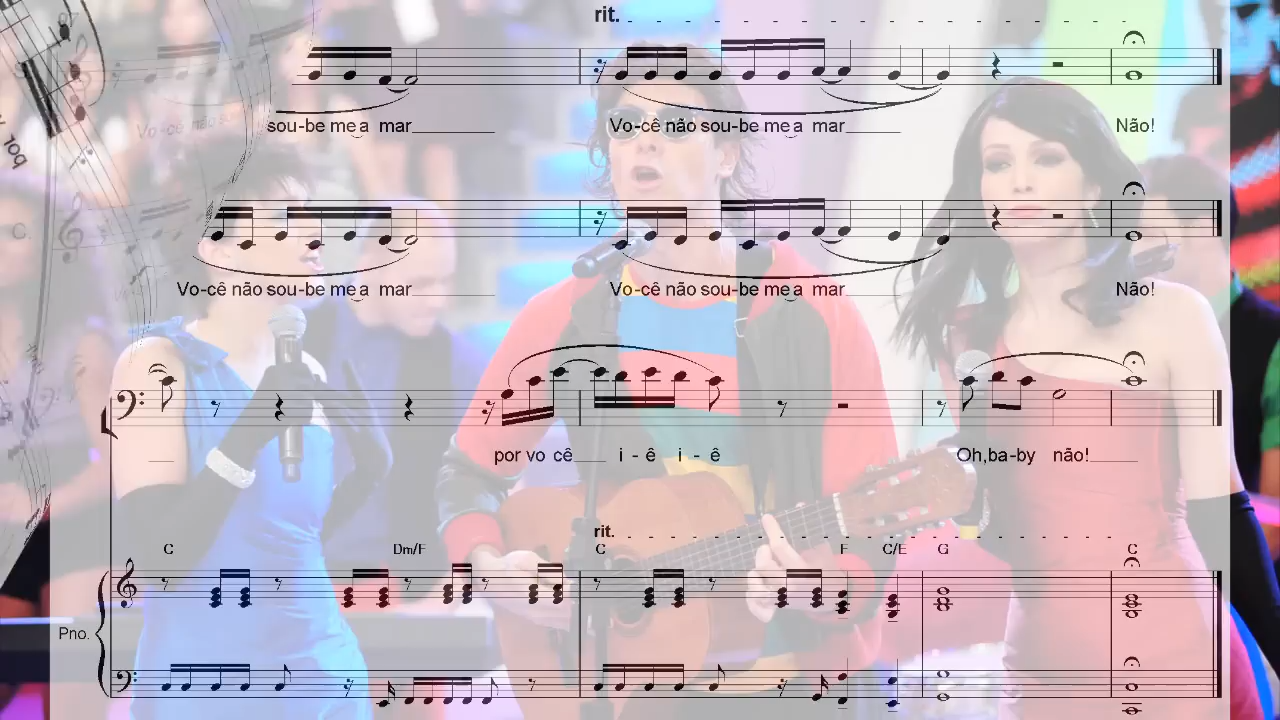 rit.
sou-be me a mar
Vo-cê não sou-be me a mar
Não!
C.
Vo-cê não sou-be me a mar
Vo-cê não sou-be me a mar
Não!
por vo cê i - ê i - ê
Oh,ba-by não!
rit.
C Dm/F C F C/E G C
Pno.